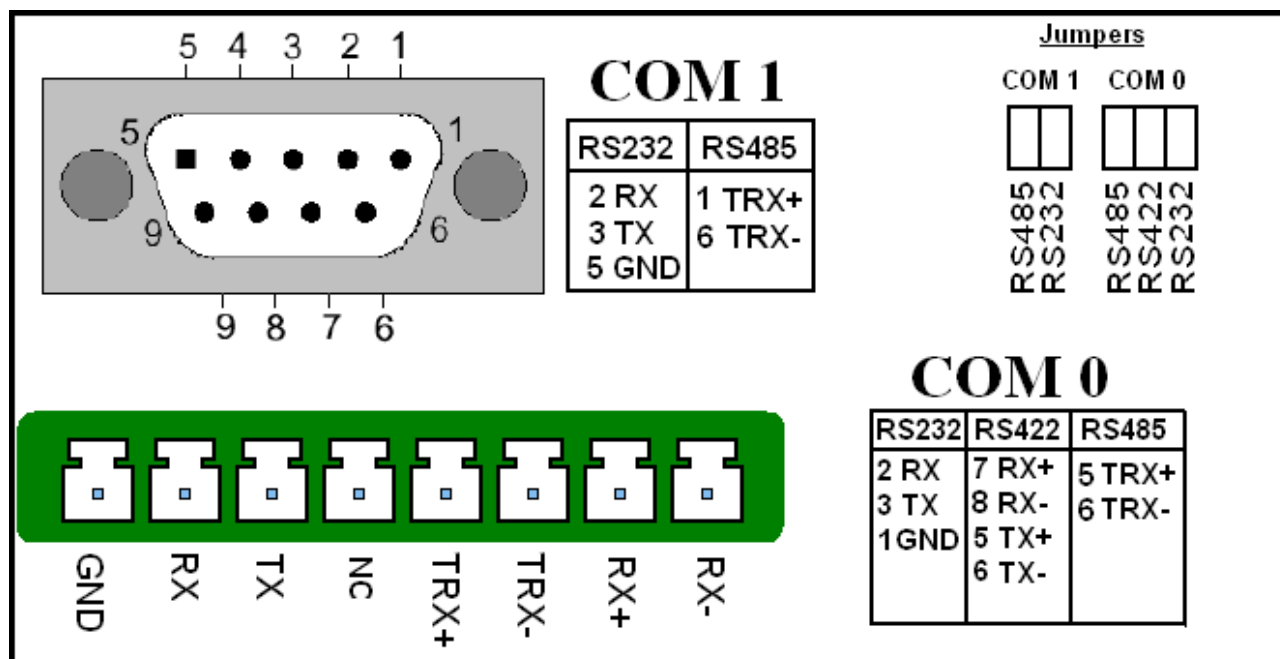 5 4 3 2 1
COM 1
5
1
9
6
9 8 7 6
RS232 RS485
2 RX 1 TRX+
3 TX 6 TRX-
5 GND
Jumpers
COM 1 COM 0
RS485
RS232
RS485
RS422
RS232
COM 0
RS232 RS422 RS485
2 RX 7 RX+ 5 TRX+
3 TX 8 RX- 6 TRX-
1GND 5 TX+
6 TX-
GND
RX
TX
NC
TRX+
TRX-
RX+
RX-